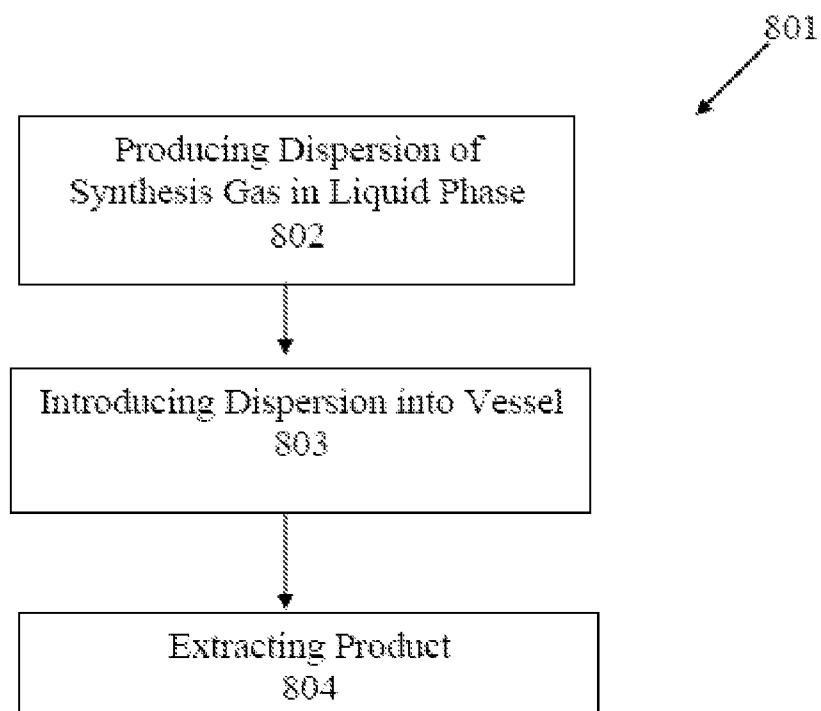 801
Producing Dispersion of
Synthesis Gas in Liquid Phase
802
Introducing Dispersion into Vessel
803
Extracting Product
804